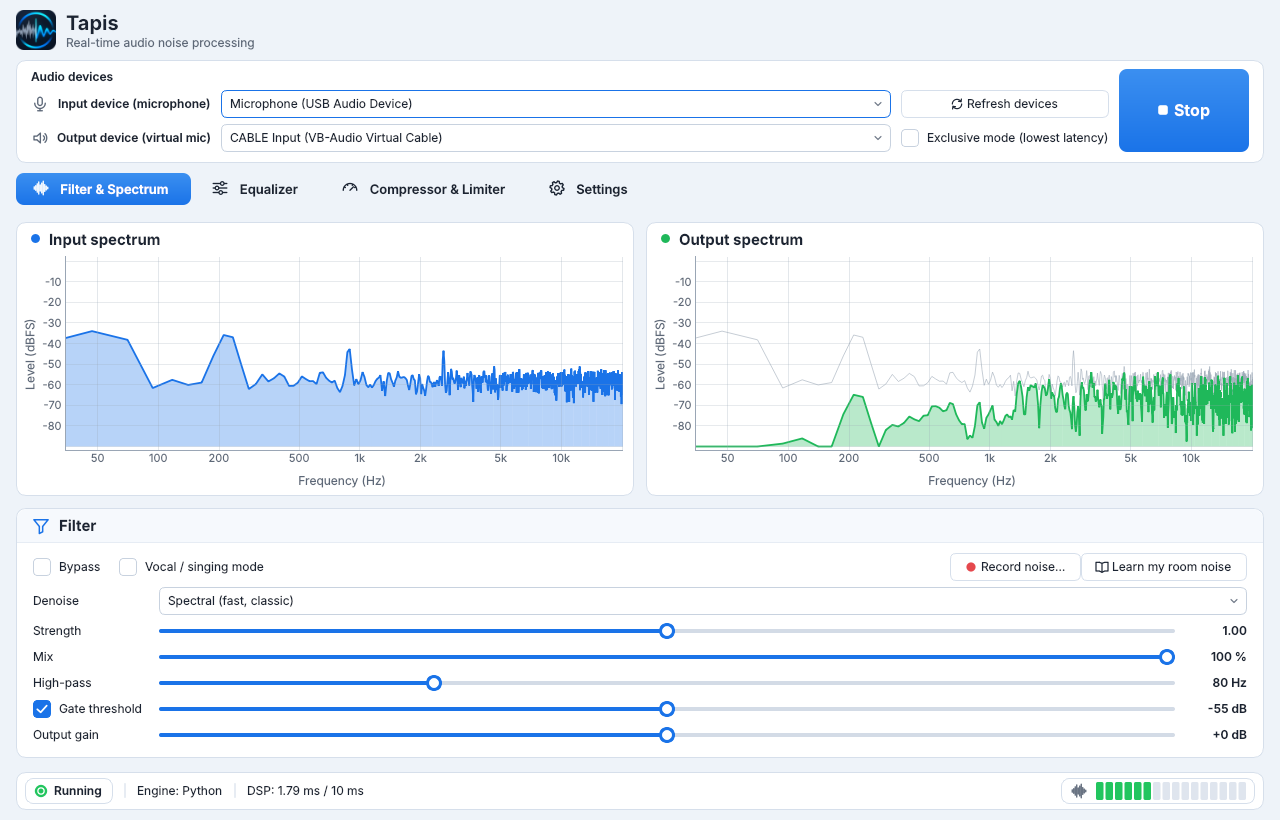 Tapis
Real-time audio noise processing
Audio devices
Input device (microphone)
Microphone (USB Audio Device)
Refresh devices
Stop
Output device (virtual mic)
CABLE Input (VB-Audio Virtual Cable)
Exclusive mode (lowest latency)
Filter & Spectrum
Equalizer
Compressor & Limiter
Settings
Input spectrum
Level (dBFS)
-10
-20
-30
-40
-50
-60
-70
-80
50 100 200 500 1k 2k 5k 10k
Frequency (Hz)
Output spectrum
Level (dBFS)
-10
-20
-30
-40
-50
-60
-70
-80
50 100 200 500 1k 2k 5k 10k
Frequency (Hz)
Filter
Bypass
Vocal / singing mode
Record noise...
Learn my room noise
Denoise
Spectral (fast, classic)
Strength 1.00
Mix 100 %
High-pass 80 Hz
Gate threshold -55 dB
Output gain +0 dB
Running
Engine: Python
DSP: 1.79 ms / 10 ms